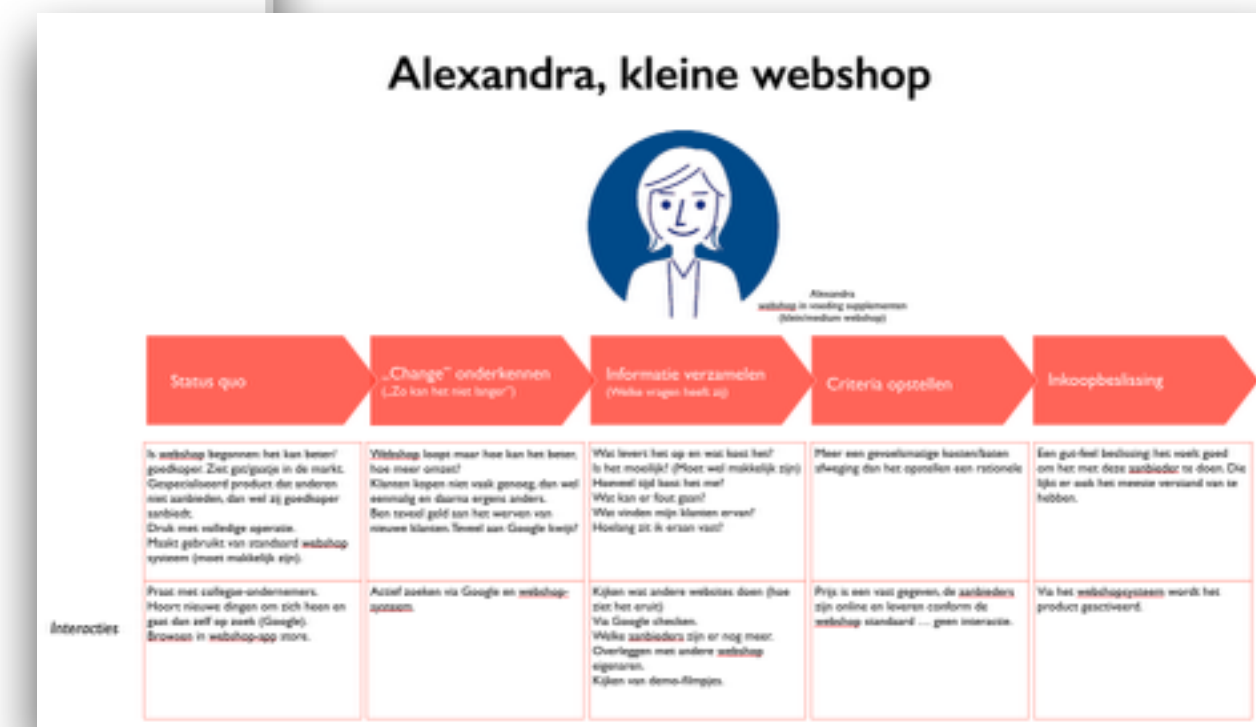 Alexandra, kleine webshop
Alexandra
webshop in voeding supplementen
(klein/medium webshop)
Status quo
„Change” onderkennen
(„Zo kan het niet langer”)
Informatie verzamelen
(Welke vragen heeft zij)
Criteria opstellen
Inkoopbeslissing
Is webshop begonnen: het kan beter/
goedkoper. Ziet gat/gaatje in de markt.
Gespecialiseerd product dat anderen
niet aanbieden, dan wel zij goedkoper
aanbiedt.
Druk met volledige operatie.
Maakt gebruikt van standaard webshop
systeem (moet makkelijk zijn).
Webshop loopt maar hoe kan het beter,
hoe meer omzet?
Klanten kopen niet vaak genoeg, dan wel
eenmalig en daarna ergens anders.
Ben teveel geld aan het werven van
nieuwe klanten. Teveel aan Google kwijt?
Wat levert het op en wat kost het?
Is het moeilijk? (Moet wel makkelijk zijn)
Hoeveel tijd kost het me?
Wat kan er fout gaan?
Wat vinden mijn klanten ervan?
Hoelang zit ik eraan vast?
Meer een gevoelsmatige kosten/baten
afweging dan het opstellen een rationele
Een gut-feel beslissing: het voelt goed
om het met deze aanbieder te doen. Die
lijkt er ook het meeste verstand van te
hebben.
Interacties
Praat met collega-ondernemers.
Hoort nieuwe dingen om zich heen en
gaat dan zelf op zoek (Google).
Browsen in webshop-app store.
Actief zoeken via Google en webshop-
systeem.
Kijken wat andere websites doen (hoe
ziet het eruit)
Via Google checken.
Welke aanbieders zijn er nog meer.
Overleggen met andere webshop
eigenaren.
Kijken van demo-filmpjes.
Prijs is een vast gegeven, de aanbieders
zijn online en leveren conform de
webshop standaard … geen interactie.
Via het webshopsysteem wordt het
product geactiveerd.